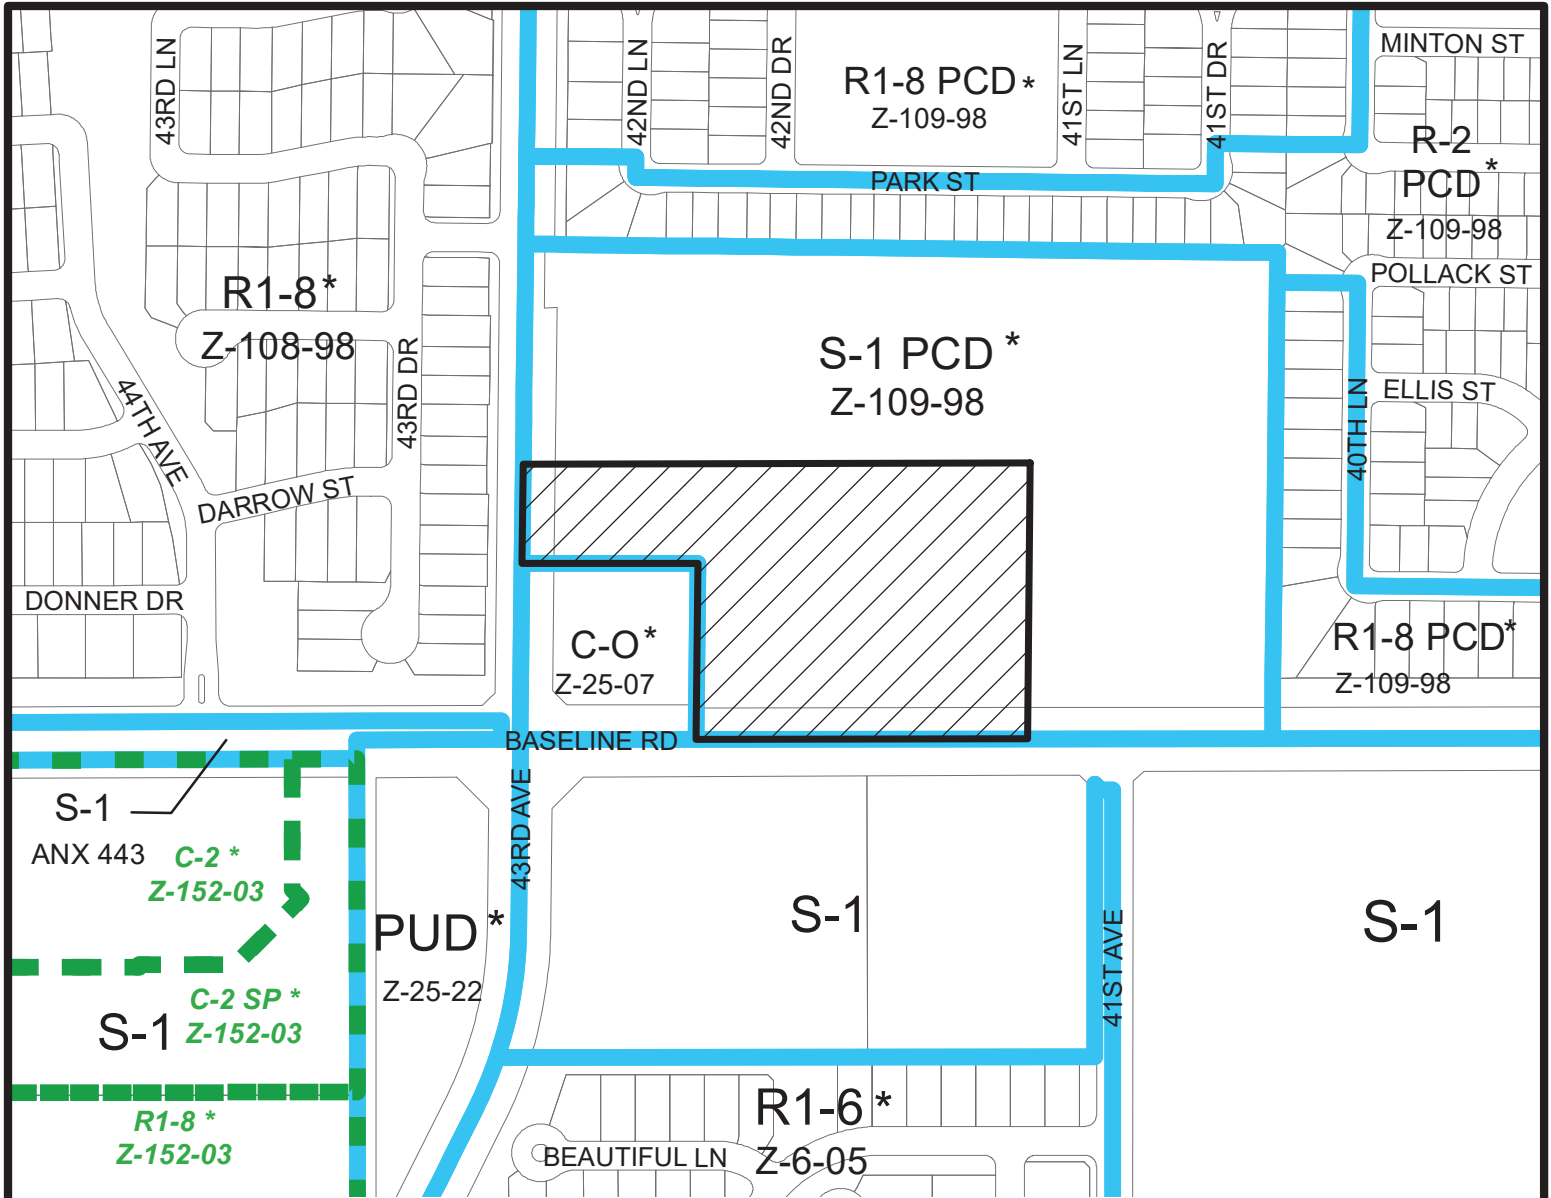 43RD LN
42ND LN
42ND DR
R1-8 PCD *
Z-109-98
41ST LN
41ST DR
MINTON ST
R-2
PCD *
Z-109-98
PARK ST
POLLACK ST
R1-8 *
Z-108-98
S-1 PCD *
Z-109-98
43RD DR
44TH AVE
40TH LN
ELLIS ST
DARROW ST
DONNER DR
C-O *
Z-25-07
R1-8 PCD *
Z-109-98
BASELINE RD
S-1
ANX 443
C-2 *
Z-152-03
43RD AVE
PUD *
Z-25-22
S-1
S-1
41ST AVE
C-2 SP *
Z-152-03
S-1
R1-8 *
Z-152-03
R1-6 *
Z-6-05
BEAUTIFUL LN